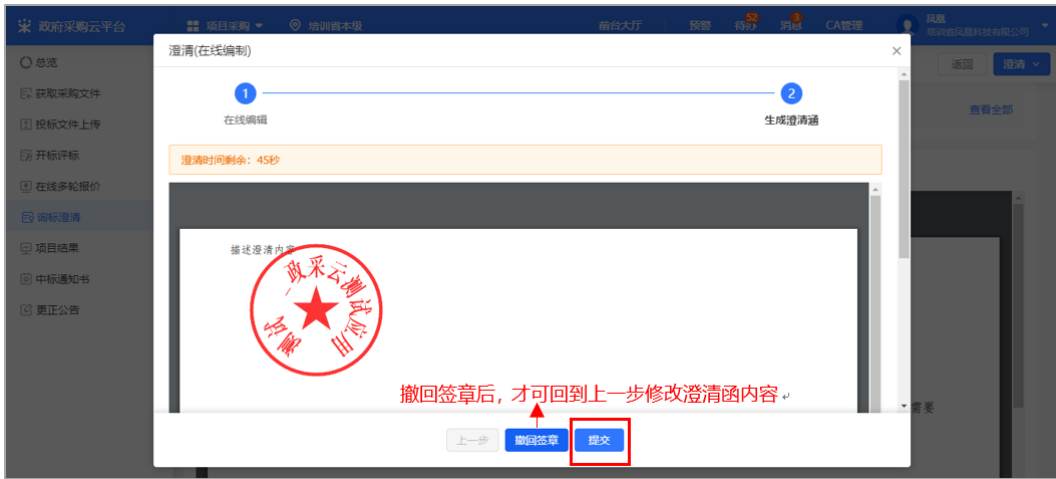 政府采购云平台
项目采购
培训省本级
前台大厅
预警
待办
52
消息
3
CA管理
凤凰
培训省凤凰科技有限公司
总览
获取采购文件
投标文件上传
开标评标
在线多轮报价
询标澄清
项目结果
中标通知书
更正公告
返回
澄清
查看全部
澄清(在线编制)
1
在线编辑
2
生成澄清函
澄清时间剩余：45秒
描述澄清内容
政采云测试应用
测试
撤回签章后，才可回到上一步修改澄清函内容
需要
上一步
撤回签章
提交